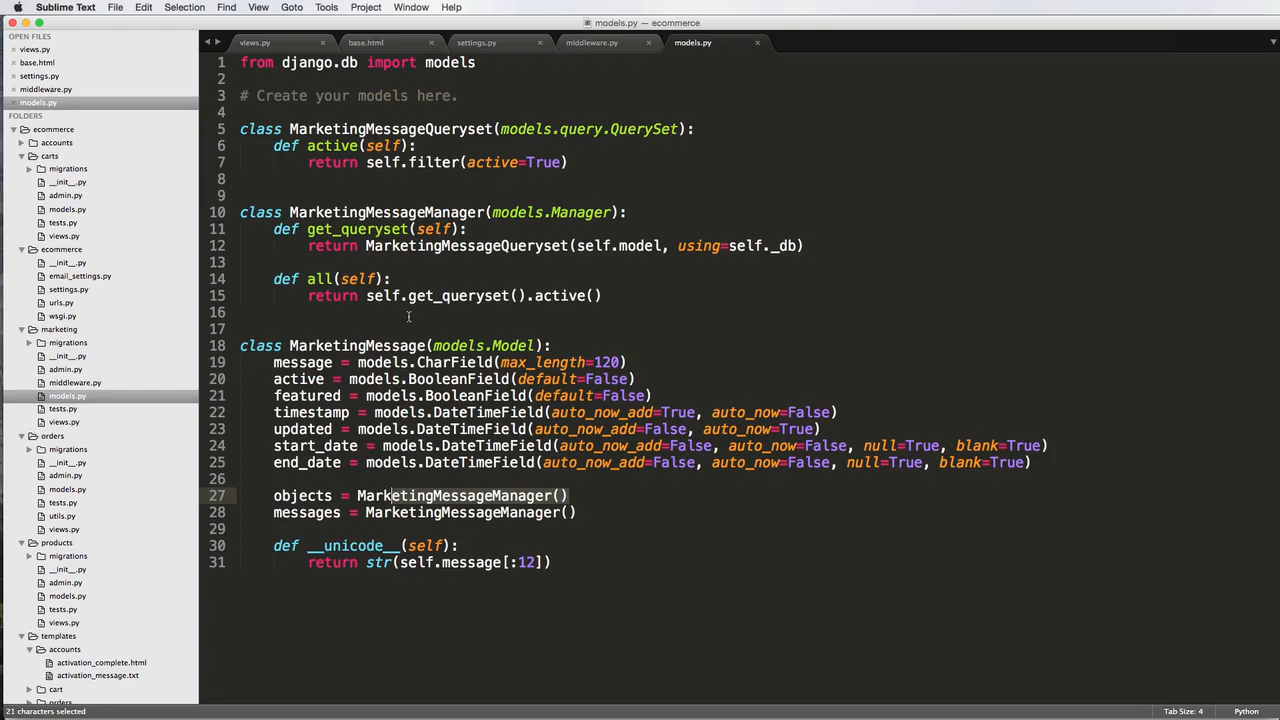 Sublime Text File Edit Selection Find View Goto Tools Project Window Help
models.py — ecommerce
OPEN FILES
views.py
base.html
settings.py
middleware.py
models.py
FOLDERS
ecommerce
accounts
carts
migrations
__init__.py
admin.py
models.py
tests.py
views.py
ecommerce
__init__.py
email_settings.py
settings.py
urls.py
wsgi.py
marketing
migrations
__init__.py
admin.py
middleware.py
models.py
tests.py
views.py
orders
migrations
__init__.py
admin.py
models.py
tests.py
utils.py
views.py
products
migrations
__init__.py
admin.py
models.py
tests.py
views.py
templates
accounts
activation_complete.html
activation_message.txt
cart
orders
views.py base.html settings.py middleware.py models.py
1 from django.db import models
2
3 # Create your models here.
4
5 class MarketingMessageQueryset(models.query.QuerySet):
6     def active(self):
7         return self.filter(active=True)
8
9
10 class MarketingMessageManager(models.Manager):
11     def get_queryset(self):
12         return MarketingMessageQueryset(self.model, using=self._db)
13
14     def all(self):
15         return self.get_queryset().active()
16
17
18 class MarketingMessage(models.Model):
19     message = models.CharField(max_length=120)
20     active = models.BooleanField(default=False)
21     featured = models.BooleanField(default=False)
22     timestamp = models.DateTimeField(auto_now_add=True, auto_now=False)
23     updated = models.DateTimeField(auto_now_add=False, auto_now=True)
24     start_date = models.DateTimeField(auto_now_add=False, auto_now=False, null=True, blank=True)
25     end_date = models.DateTimeField(auto_now_add=False, auto_now=False, null=True, blank=True)
26
27     objects = MarketingMessageManager()
28     messages = MarketingMessageManager()
29
30     def __unicode__(self):
31         return str(self.message[:12])
21 characters selected Tab Size: 4 Python